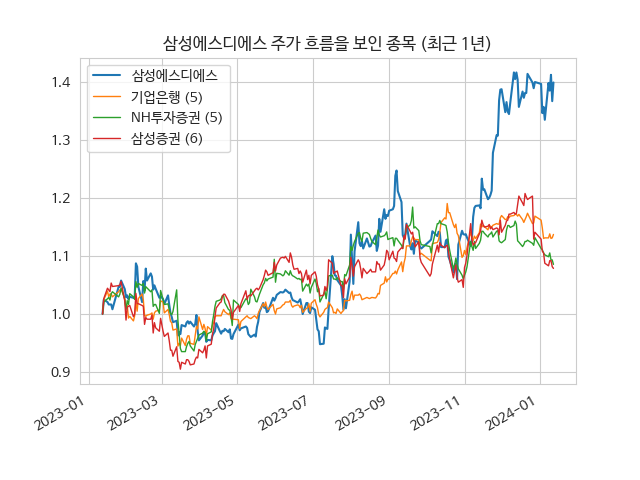 삼성에스디에스 주가 흐름을 보인 종목 (최근 1년)
삼성에스디에스
기업은행 (5)
NH투자증권 (5)
삼성증권 (6)
1.4
1.3
1.2
1.1
1.0
0.9
2023-01
2023-03
2023-05
2023-07
2023-09
2023-11
2024-01